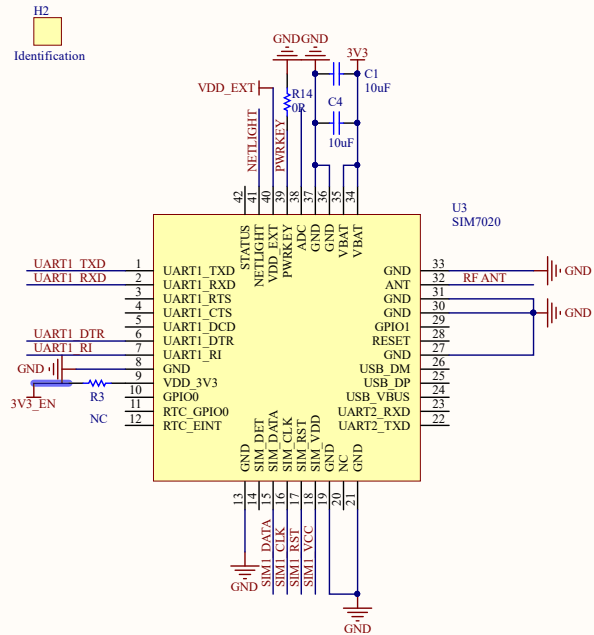 H2
Identification
GND GND
3V3
C1
10uF
VDD_EXT
R14
0R
C4
10uF
NETLIGHT
PWRKEY
42
41
40
39
38
37
36
35
34
U3
SIM7020
STATUS
NETLIGHT
VDD_EXT
PWRKEY
ADC
GND
GND
VBAT
VBAT
UART1_TXD 1 UART1_TXD GND 33 GND
UART1_RXD 2 UART1_RXD ANT 32 RF ANT
3 UART1_RTS GND 31
4 UART1_CTS GND 30 GND
5 UART1_DCD GPIO1 29
UART1_DTR 6 UART1_DTR RESET 28
UART1_RI 7 UART1_RI GND 27
GND 8 GND USB_DM 26
9 VDD_3V3 USB_DP 25
3V3_EN R3 10 GPIO0 USB_VBUS 24
NC 11 RTC_GPIO0 UART2_RXD 23
12 RTC_EINT UART2_TXD 22
GND
SIM_DET
SIM_DATA
SIM_CLK
SIM_RST
SIM_VDD
GND
NC
GND
13
14
15
16
17
18
19
20
21
SIM1_DATA
SIM1_CLK
SIM1_RST
SIM1_VCC
GND
GND